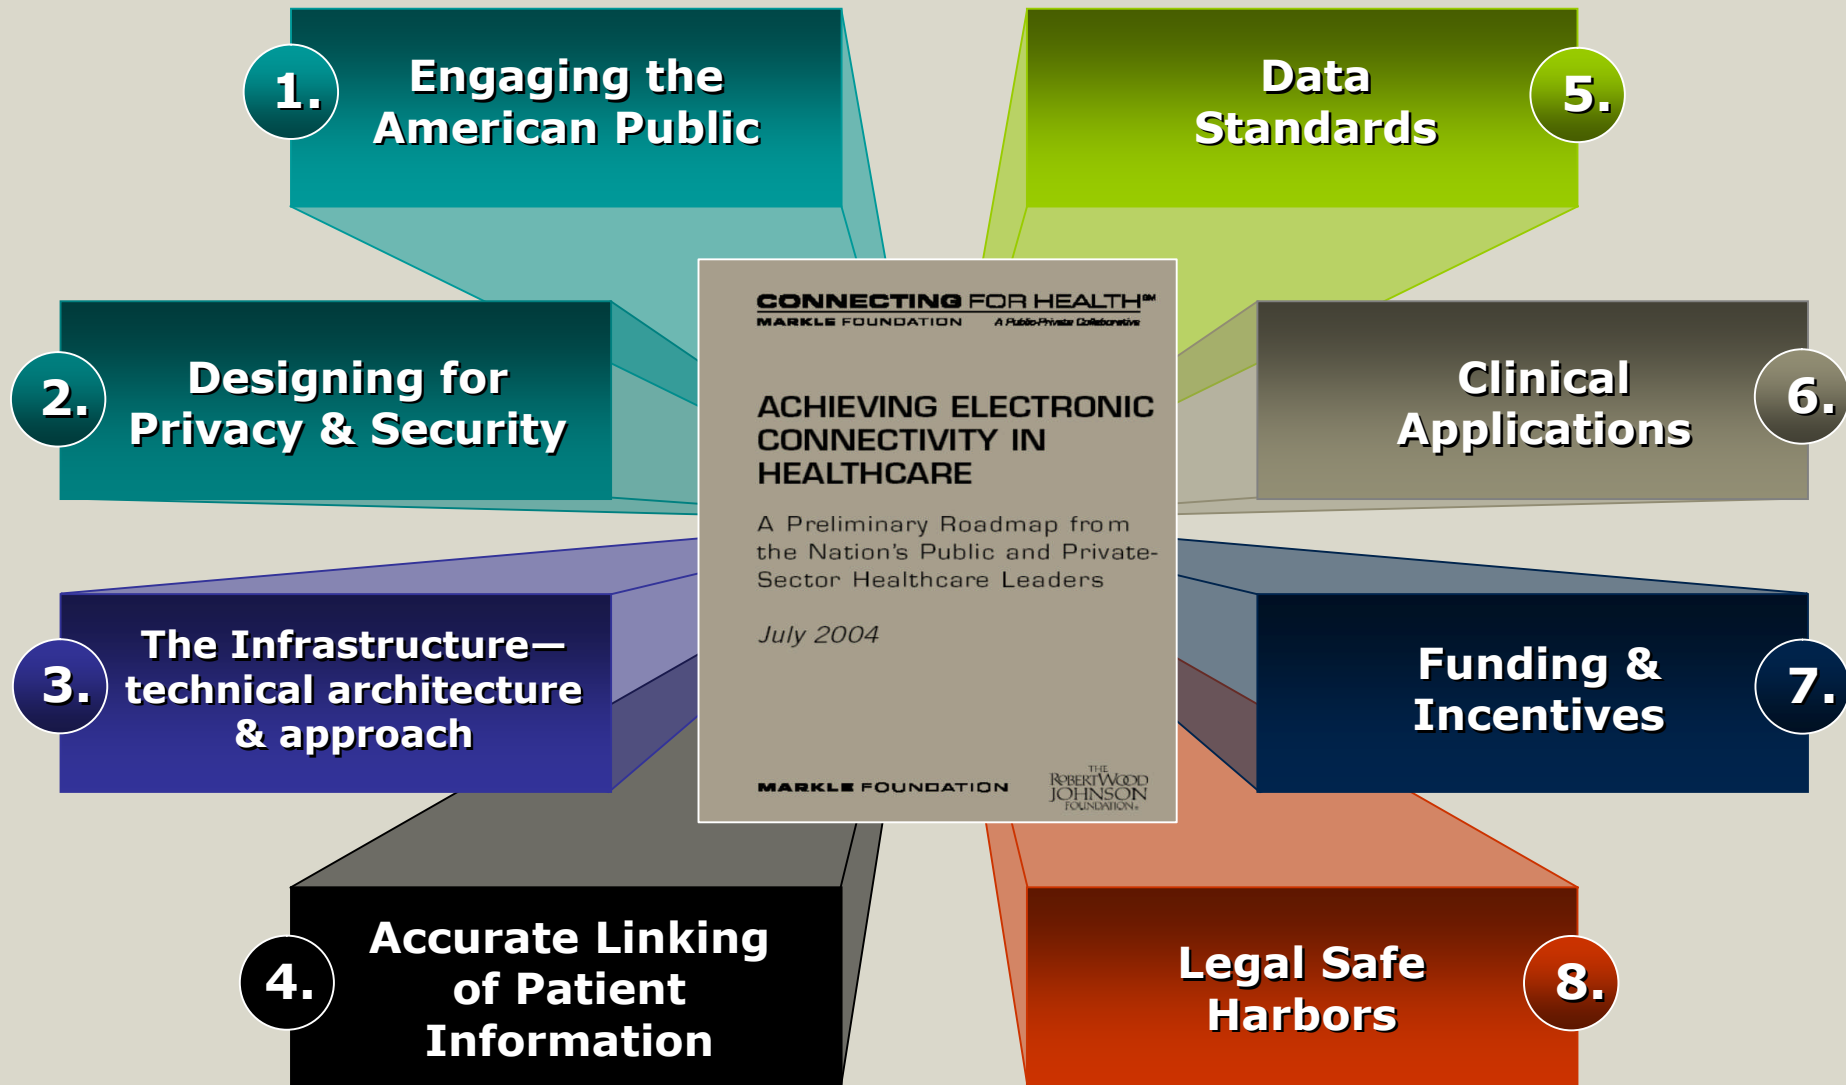 1.
Engaging the
American Public
2.
Designing for
Privacy & Security
3.
The Infrastructure—
technical architecture
& approach
4.
Accurate Linking
of Patient
Information
CONNECTING FOR HEALTH℠
MARKLE FOUNDATION A Public-Private Collaborative
ACHIEVING ELECTRONIC
CONNECTIVITY IN
HEALTHCARE
A Preliminary Roadmap from
the Nation's Public and Private-
Sector Healthcare Leaders
July 2004
MARKLE FOUNDATION
THE
ROBERT WOOD
JOHNSON
FOUNDATION®
Data
Standards
5.
Clinical
Applications
6.
Funding &
Incentives
7.
Legal Safe
Harbors
8.